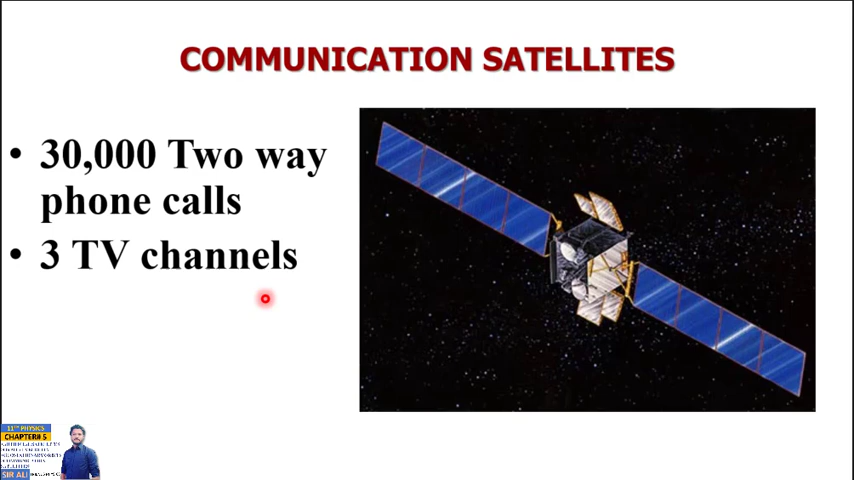 COMMUNICATION SATELLITES
• 30,000 Two way
phone calls
• 3 TV channels
11TH PHYSICS
CHAPTER# 5
SIR ALI